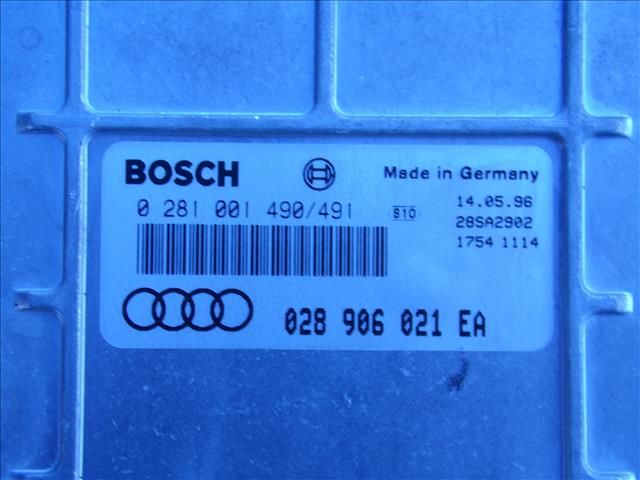 BOSCH
Made in Germany
0 281 001 490/491
810
14.05.96
28SA2902
1754 1114
028 906 021 EA